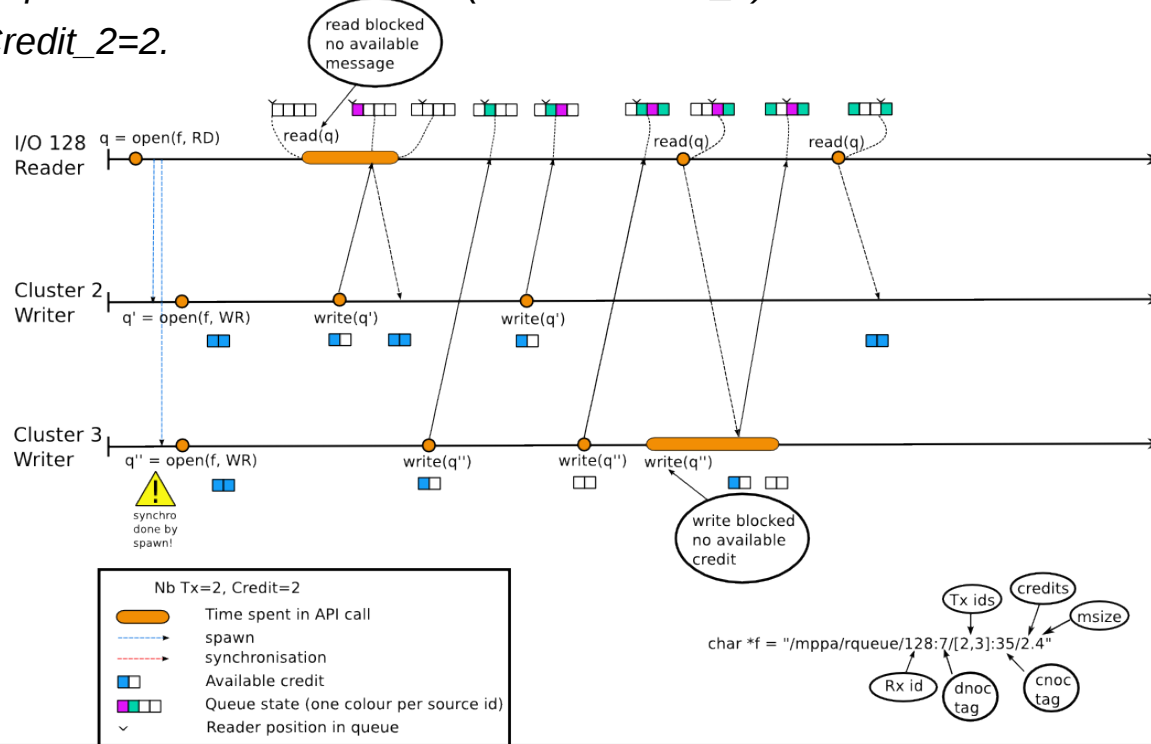 Credit_2=2.
read blocked
no available
message
q = open(f, RD)
read(q)
read(q)
read(q)
I/O 128
Reader
Cluster 2
Writer
q' = open(f, WR)
write(q')
write(q')
Cluster 3
Writer
q'' = open(f, WR)
write(q'')
write(q'')
write(q'')
!
synchro
done by
spawn!
write blocked
no available
credit
Nb Tx=2, Credit=2
Time spent in API call
spawn
synchronisation
Available credit
Queue state (one colour per source id)
Reader position in queue
Tx ids
credits
msize
char *f = "/mppa/rqueue/128:7/[2,3]:35/2.4"
Rx id
dnoc
tag
cnoc
tag